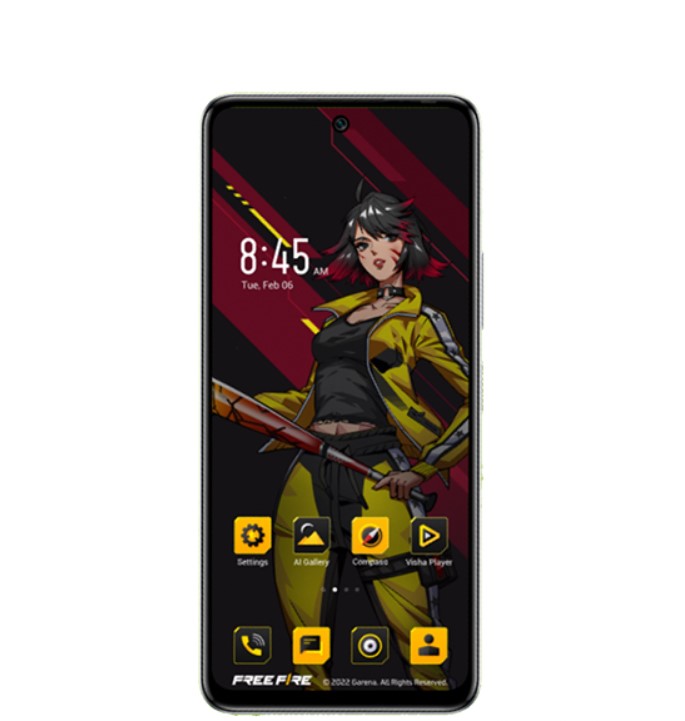 8:45 AM
Tue, Feb 06
Settings AI Gallery Compass Visha Player
FREE FIRE © 2022 Garena. All Rights Reserved.